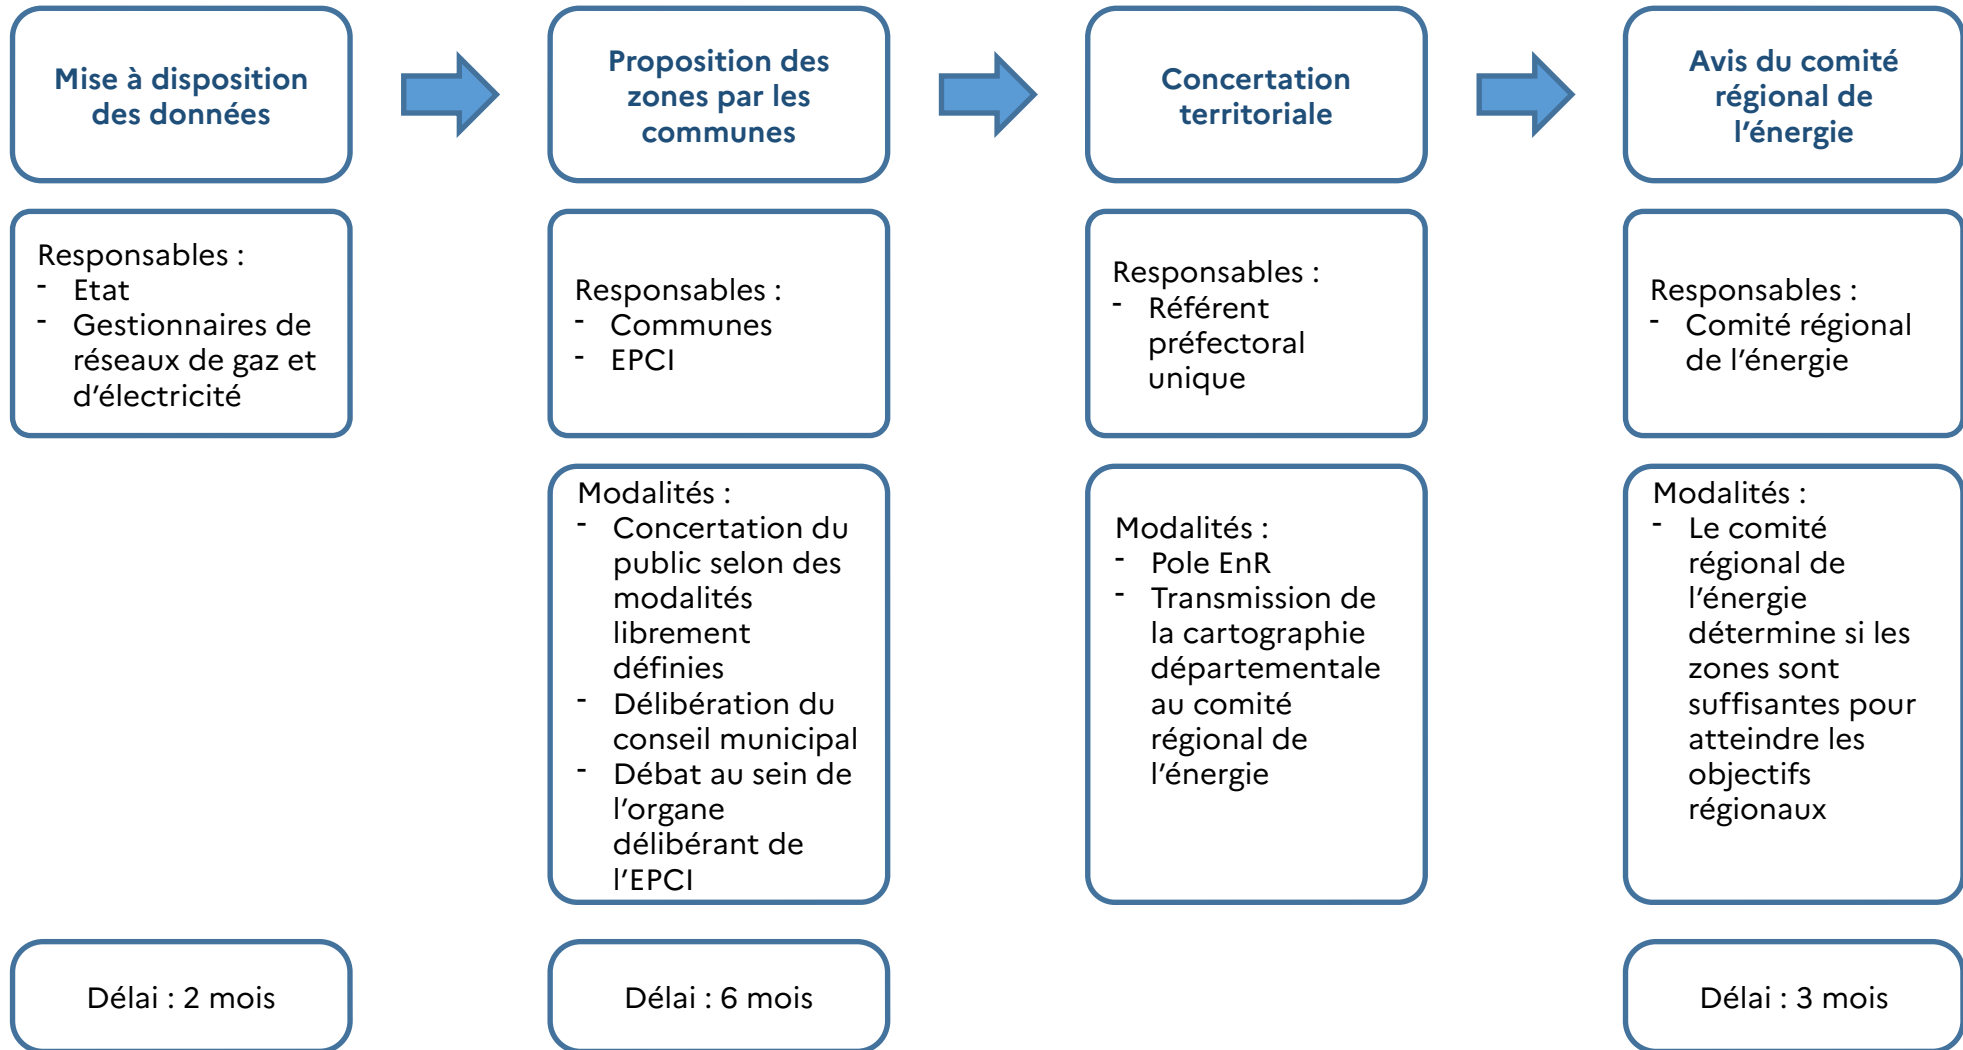 Mise à disposition
des données
Proposition des
zones par les
communes
Concertation
territoriale
Avis du comité
régional de
l’énergie
Responsables :
- Etat
- Gestionnaires de
réseaux de gaz et
d’électricité
Responsables :
- Communes
- EPCI
Responsables :
- Référent
préfectoral
unique
Responsables :
- Comité régional
de l’énergie
Modalités :
- Concertation du
public selon des
modalités
librement
définies
- Délibération du
conseil municipal
- Débat au sein de
l’organe
délibérant de
l’EPCI
Modalités :
- Pole EnR
- Transmission de
la cartographie
départementale
au comité
régional de
l’énergie
Modalités :
- Le comité
régional de
l’énergie
détermine si les
zones sont
suffisantes pour
atteindre les
objectifs
régionaux
Délai : 2 mois
Délai : 6 mois
Délai : 3 mois